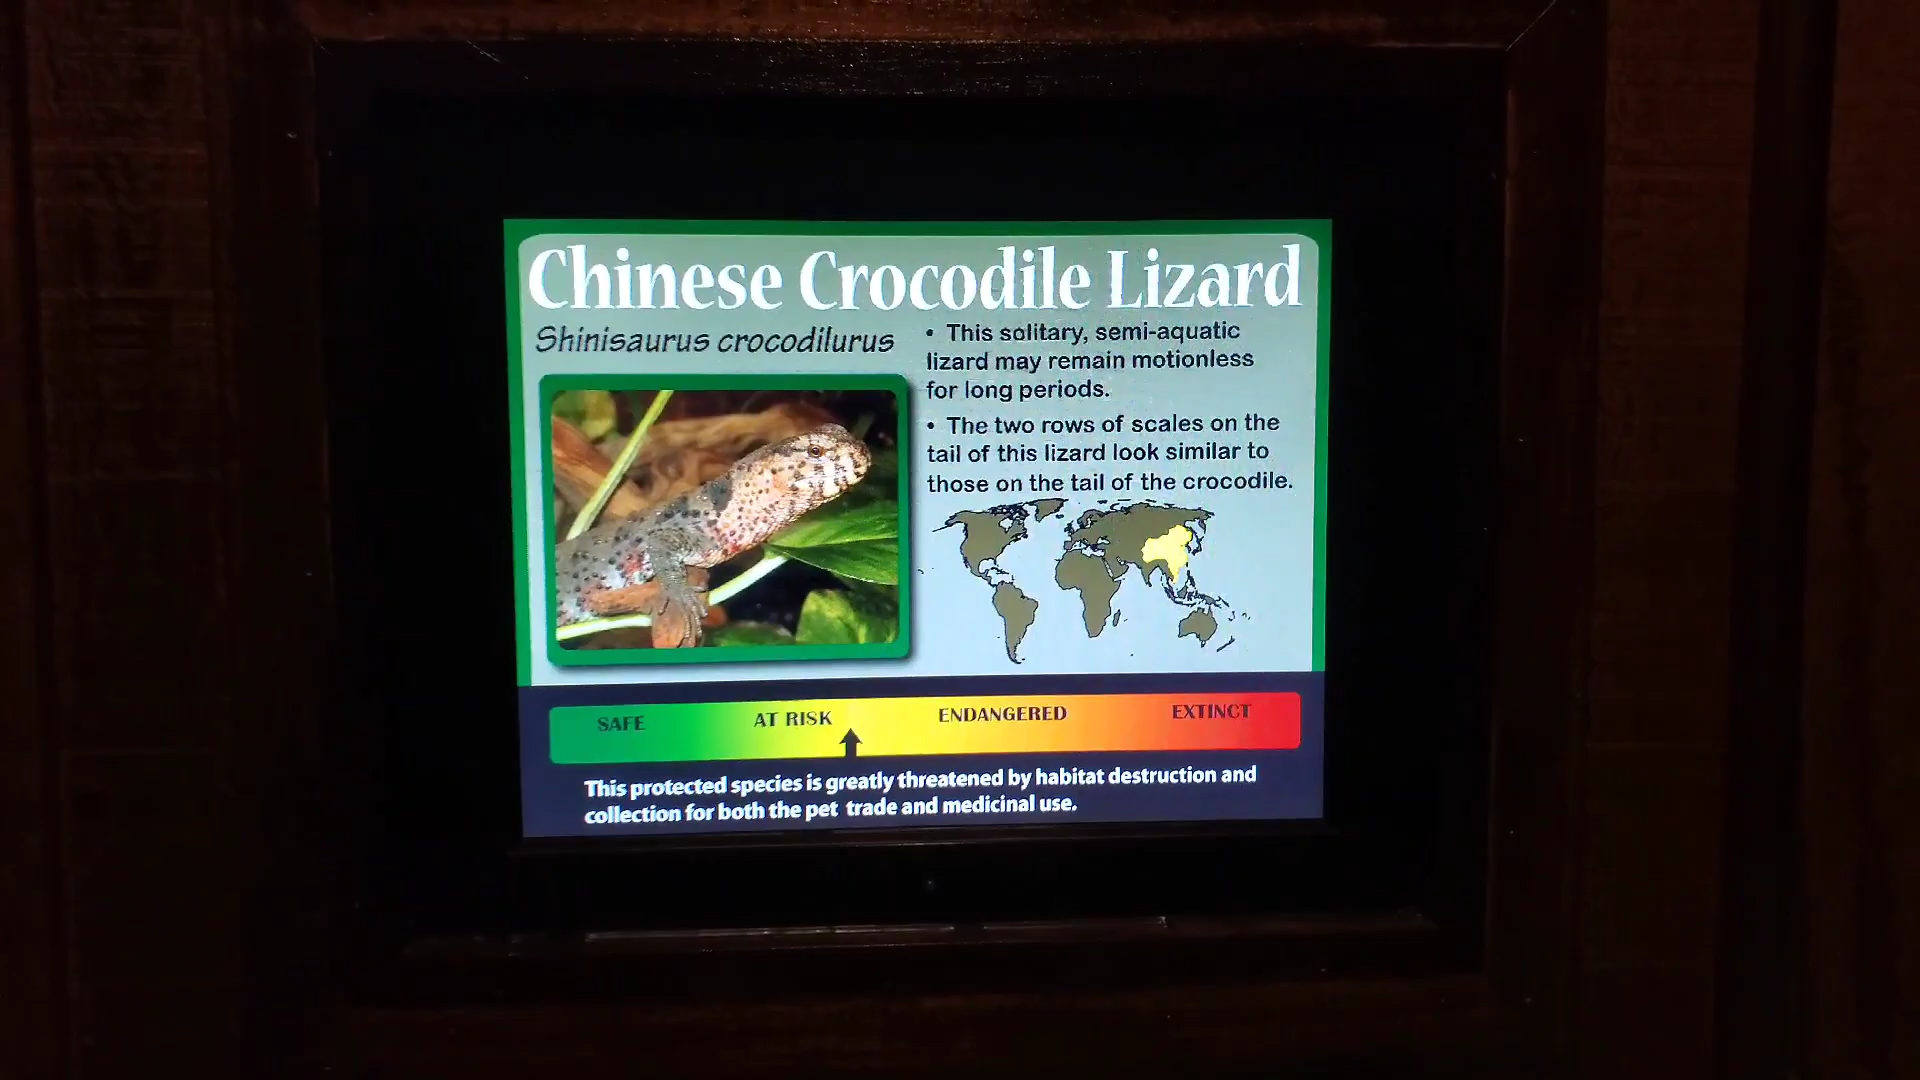 Chinese Crocodile Lizard
Shinisaurus crocodilurus
• This solitary, semi-aquatic
lizard may remain motionless
for long periods.
• The two rows of scales on the
tail of this lizard look similar to
those on the tail of the crocodile.
SAFE AT RISK ENDANGERED EXTINCT
This protected species is greatly threatened by habitat destruction and
collection for both the pet trade and medicinal use.